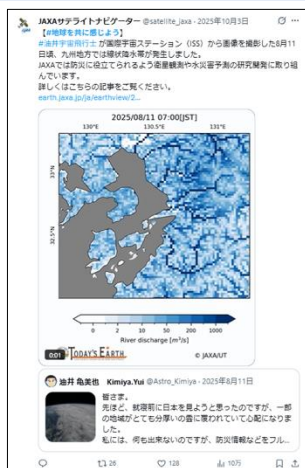 JAXAサテライトナビゲーター @satellite_jaxa · 2025年10月3日
【#地球を共に感じよう】
#油井宇宙飛行士 が国際宇宙ステーション（ISS）から画像を撮影した8月11
日、九州地方では線状降水帯が発生しました。
JAXAでは防災に役立てられるよう衛星観測や水災害予測の研究開発に取り組
んでいます。
詳しくはこちらの記事をご覧ください。
earth.jaxa.jp/ja/earthview/2...
2025/08/11 07:00[JST]
130°E 130.5°E 131°E
33°N
32.5°N
0 2 10 50 200 1000
River discharge [m³/s]
0:01
TODAY'S EARTH
© JAXA/UT
油井 亀美也 Kimiya.Yui @Astro_Kimiya · 2025年8月11日
皆さま。
先ほど、就寝前に日本を見ようと思ったのですが、一部
の地域がとても分厚い雲に覆われていて心配になりま
した。
私には、何も出来ないのですが、防災情報などをフル...
26 128 10万